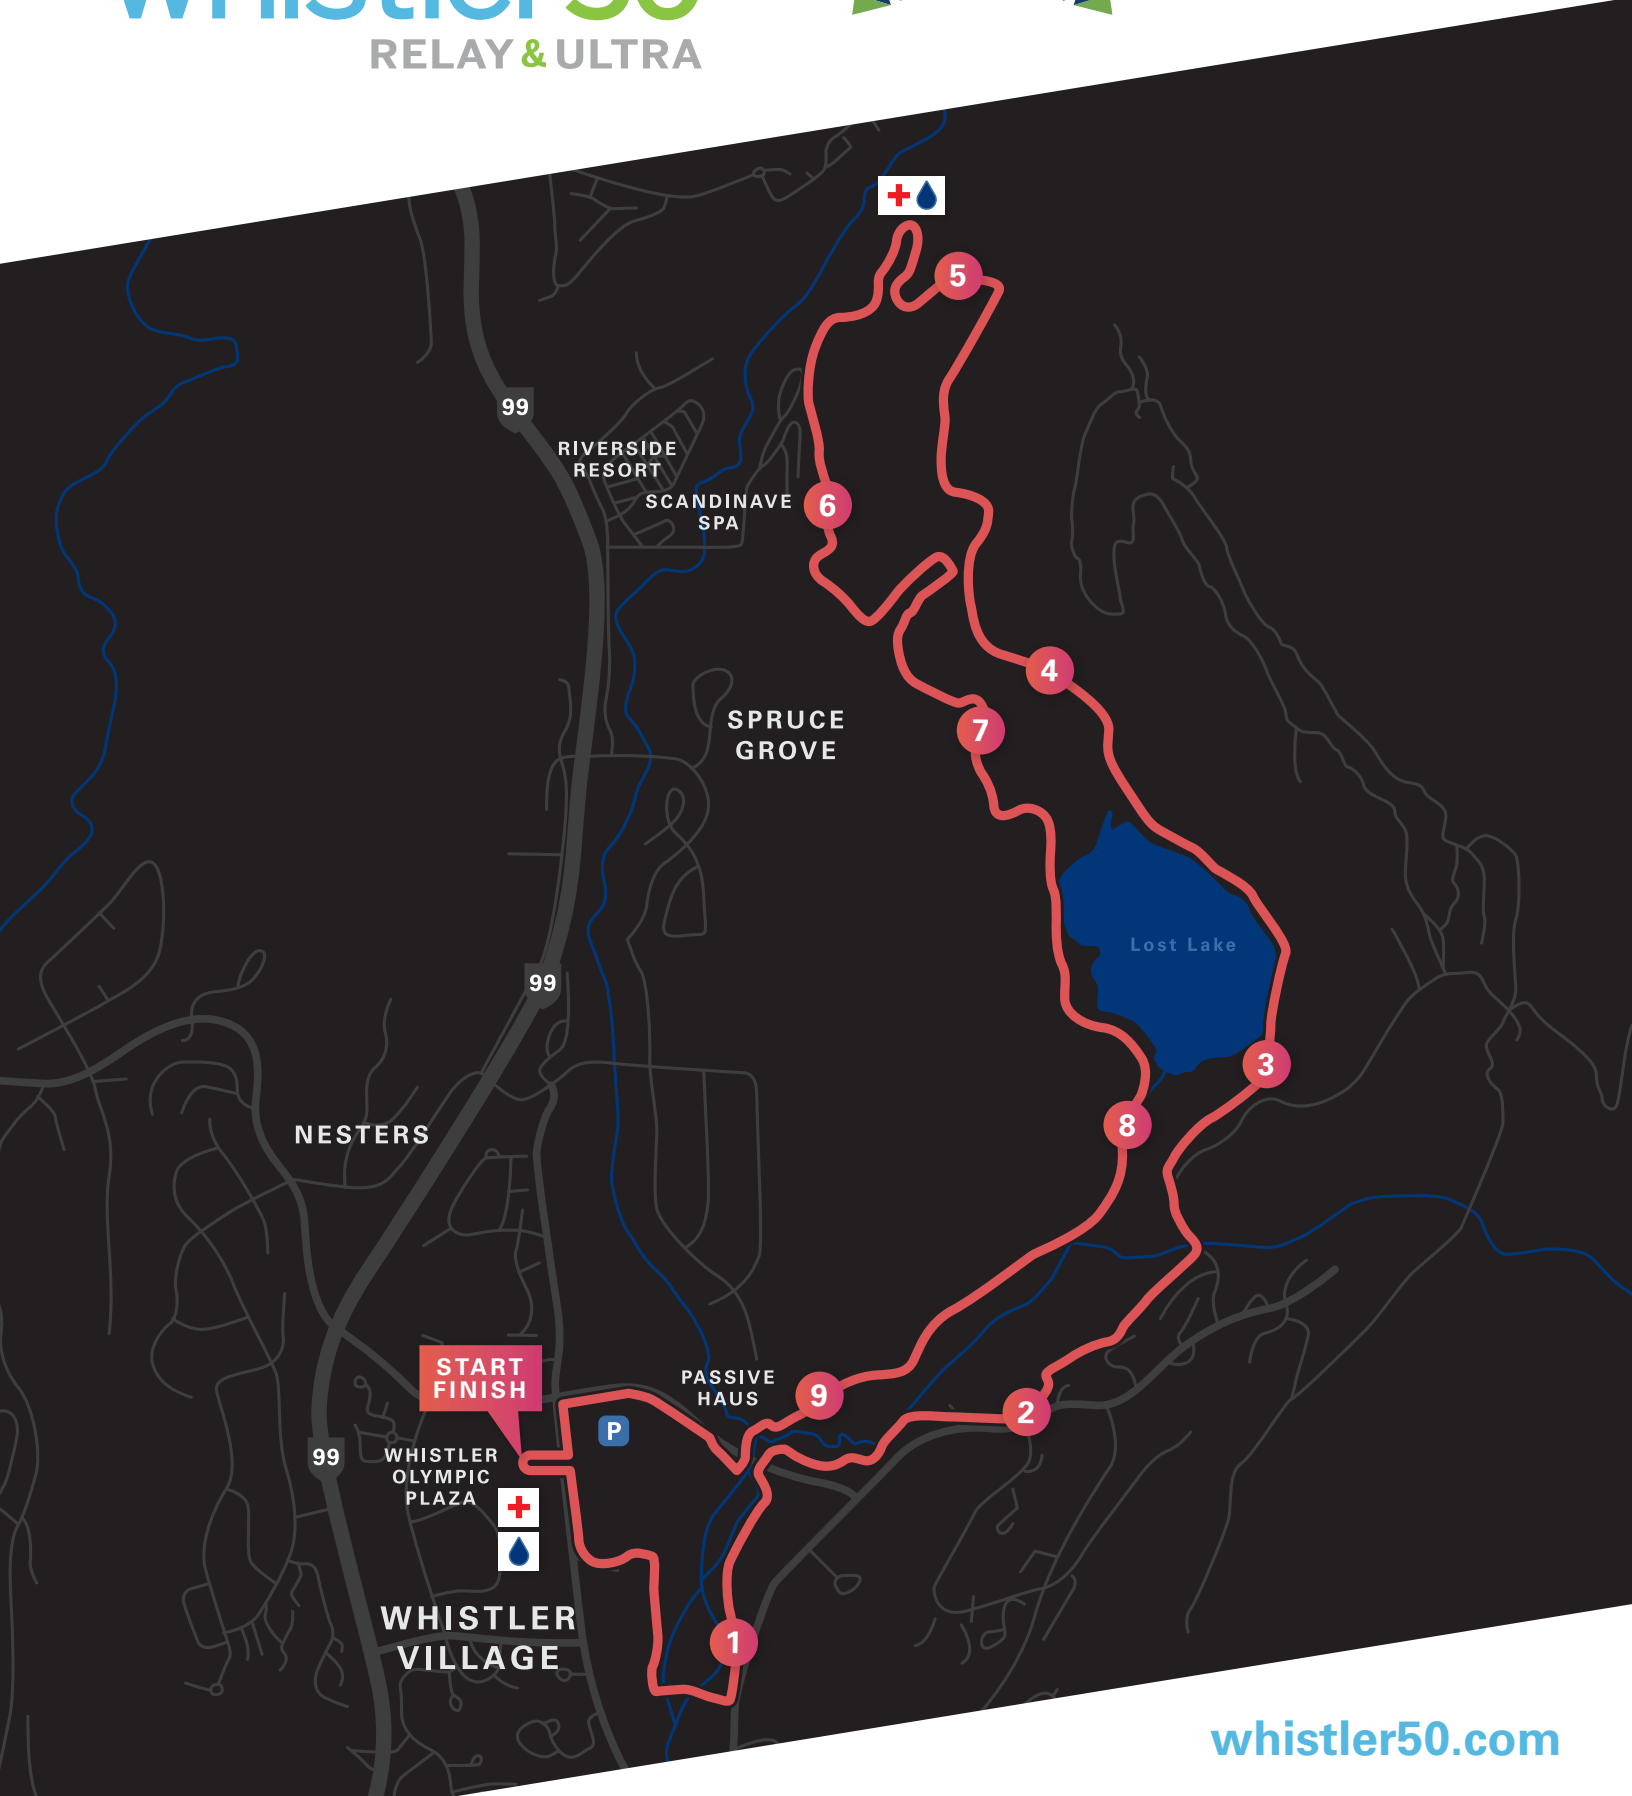 whistler50
RELAY & ULTRA
5
99
RIVERSIDE
RESORT
SCANDINAVE
SPA
6
4
SPRUCE
GROVE
7
Lost Lake
99
3
NESTERS
8
START
FINISH
PASSIVE
HAUS
9
2
P
99
WHISTLER
OLYMPIC
PLAZA
WHISTLER
VILLAGE
1
whistler50.com